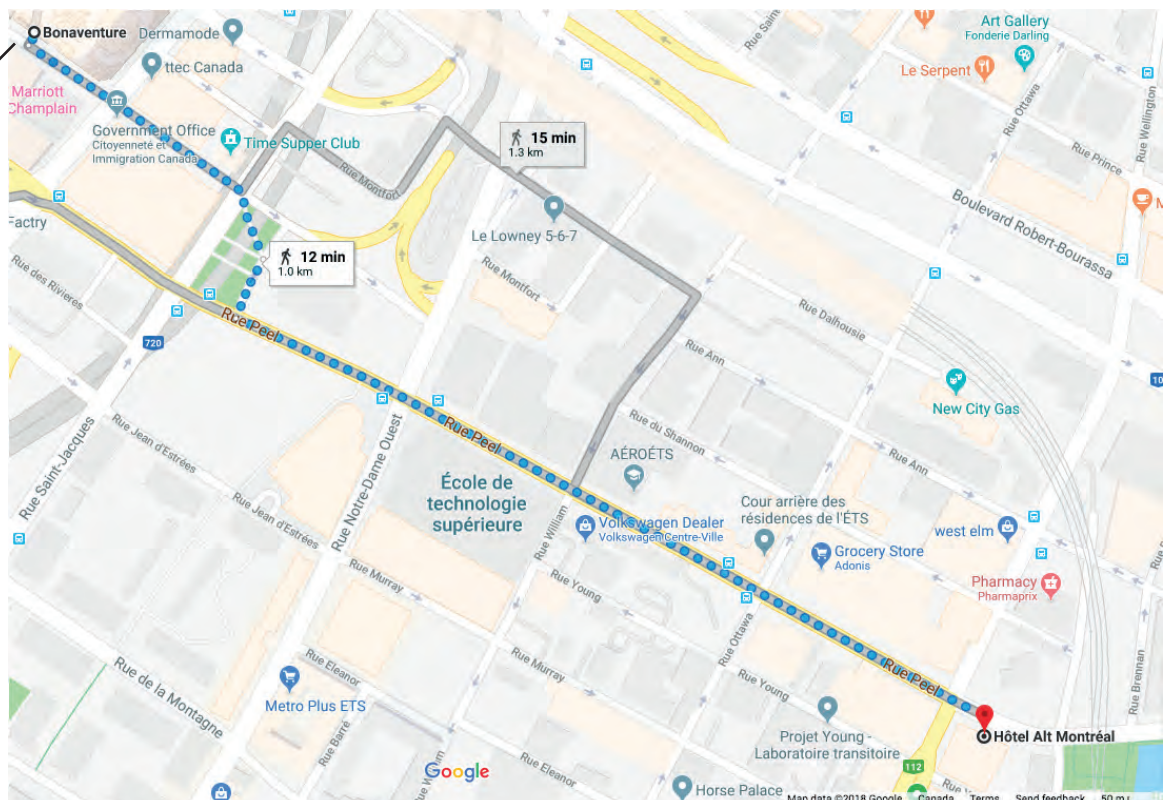 Bonaventure
Dermamode
Rue Sain
Art Gallery
Fonderie Darling
ttec Canada
Le Serpent
Marriott
Champlain
Rue Ottawa
Rue Wellington
Government Office
Citoyenneté et
Immigration Canada
Time Supper Club
15 min
1.3 km
Rue Prince
Rue Montfort
M
Factry
Boulevard Robert-Bourassa
Le Lowney 5-6-7
12 min
1.0 km
Rue des Rivieres
Rue Montfort
Rue Peel
Rue Dalhousie
720
Rue Ann
10
New City Gas
Rue Saint-Jacques
Rue Jean d'Estrées
Rue Notre-Dame Ouest
Rue Peel
Rue du Shannon
AÉROÉTS
Rue Ann
École de
technologie
supérieure
Rue Jean d'Estrées
Cour arrière des
résidences de l'ÉTS
Rue William
Volkswagen Dealer
Volkswagen Centre-Ville
west elm
Grocery Store
Adonis
Rue Murray
Rue Young
Pharmacy
Pharmaprix
Rue Ottawa
Rue Murray
Rue Eleanor
Rue de la Montagne
Rue Young
Rue Peel
Rue Brennan
Metro Plus ETS
Rue Barré
Projet Young -
Laboratoire transitoire
Hôtel Alt Montréal
112
Google
Rue Eleanor
Horse Palace
Map data ©2018 Google Canada Terms Send feedback 50 m